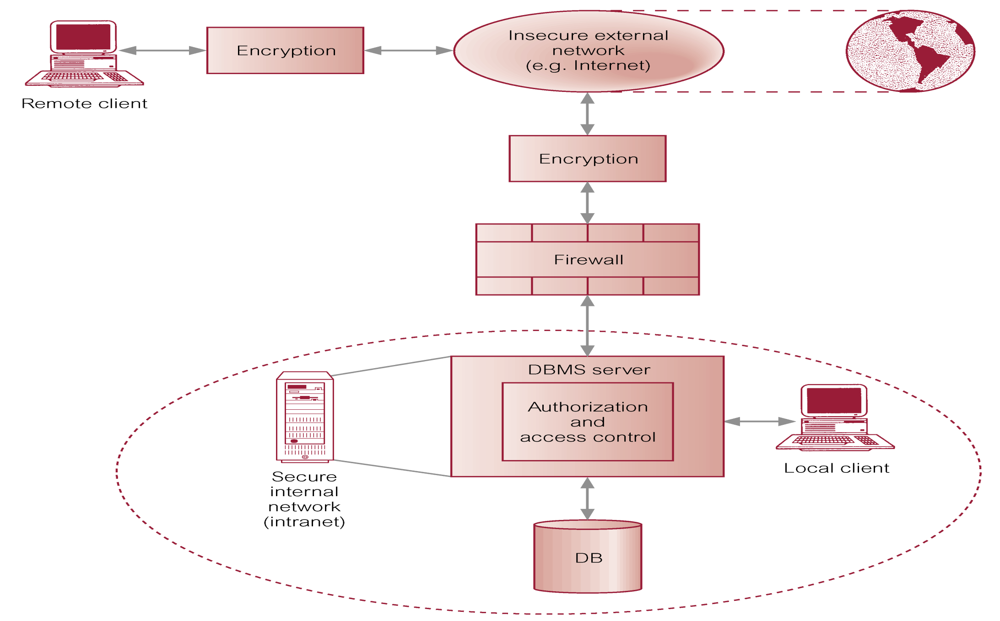 Remote client
Encryption
Insecure external
network
(e.g. Internet)
Encryption
Firewall
DBMS server
Authorization
and
access control
Secure
internal
network
(intranet)
Local client
DB